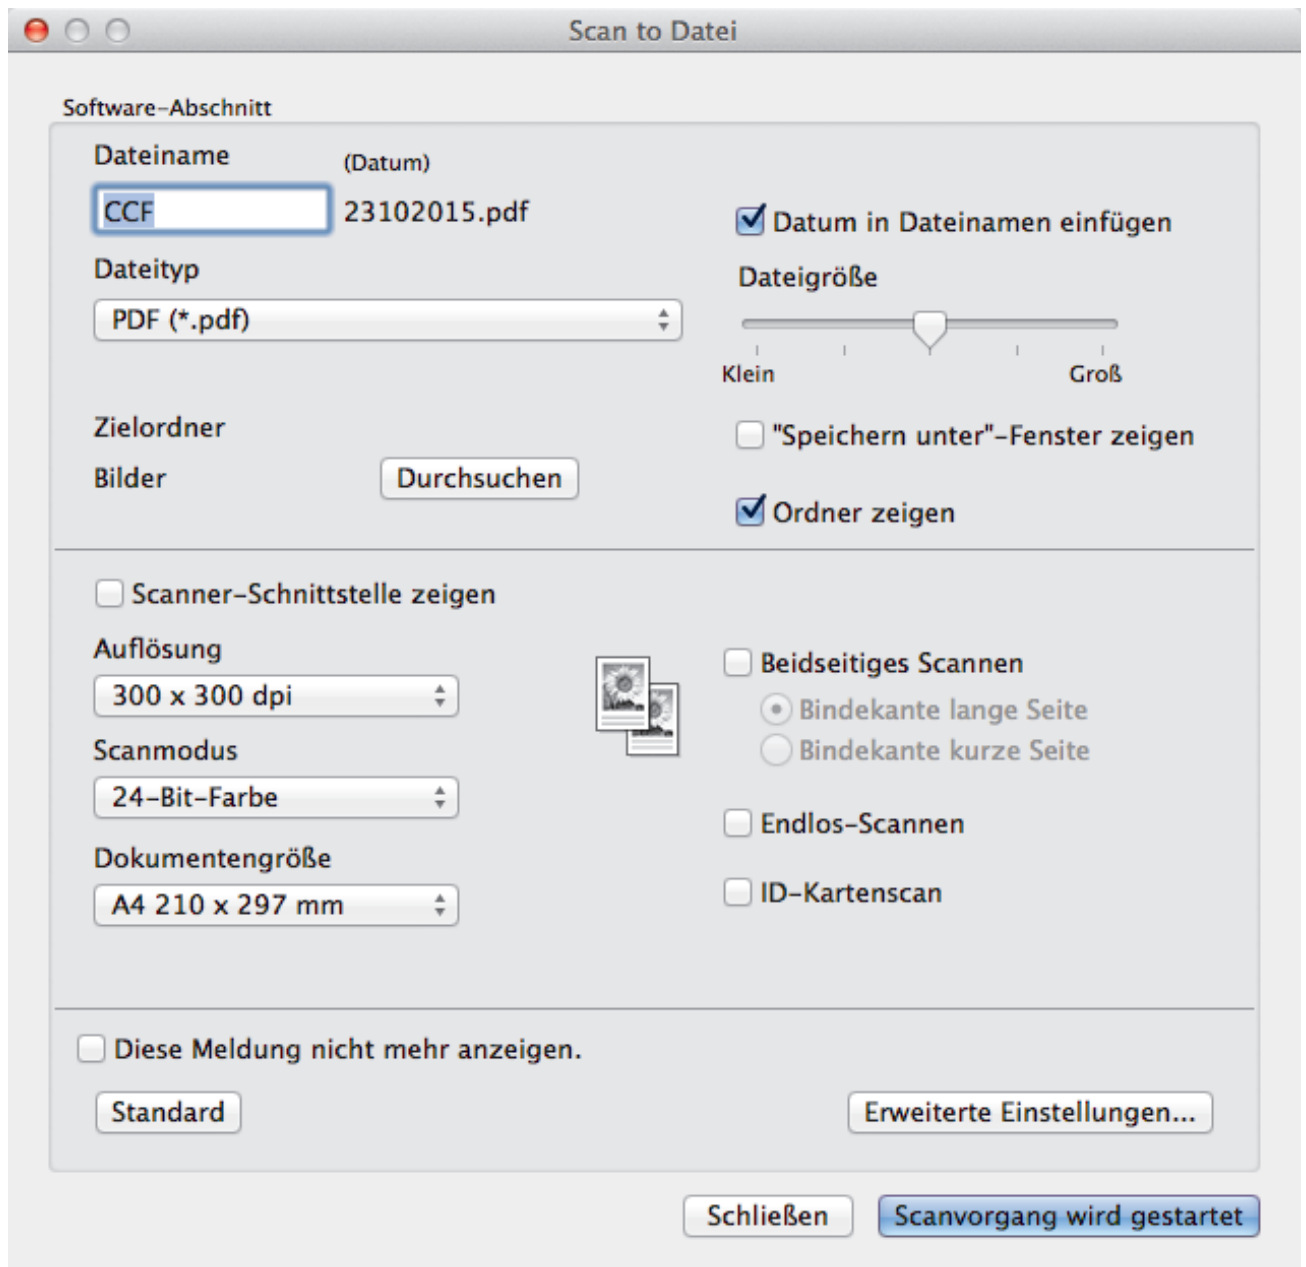 Scan to Datei
Software-Abschnitt
Dateiname (Datum)
CCF 23102015.pdf
Datum in Dateinamen einfügen
Dateityp
PDF (*.pdf)
Dateigröße
Klein Groß
Zielordner
Bilder Durchsuchen
"Speichern unter"-Fenster zeigen
Ordner zeigen
Scanner-Schnittstelle zeigen
Auflösung
300 x 300 dpi
Scanmodus
24-Bit-Farbe
Dokumentengröße
A4 210 x 297 mm
Beidseitiges Scannen
Bindekante lange Seite
Bindekante kurze Seite
Endlos-Scannen
ID-Kartenscan
Diese Meldung nicht mehr anzeigen.
Standard Erweiterte Einstellungen...
Schließen Scanvorgang wird gestartet